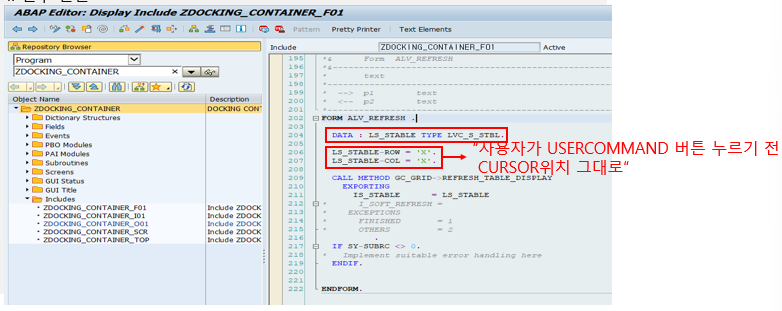 ABAP Editor: Display Include ZDOCKING_CONTAINER_F01
Pattern Pretty Printer Text Elements
Repository Browser
Program
ZDOCKING_CONTAINER
Object Name Description
ZDOCKING_CONTAINER DOCKING CONT
Dictionary Structures
Fields
Events
PBO Modules
PAI Modules
Subroutines
Screens
GUI Status
GUI Title
Includes
ZDOCKING_CONTAINER_F01 Include ZDOCK
ZDOCKING_CONTAINER_I01 Include ZDOCK
ZDOCKING_CONTAINER_O01 Include ZDOCK
ZDOCKING_CONTAINER_SCR Include ZDOCK
ZDOCKING_CONTAINER_TOP Include ZDOCK
Include ZDOCKING_CONTAINER_F01 Active
195 *& Form ALV_REFRESH
196 *&---------------------------------------------------------------------*
197 * text
198 *----------------------------------------------------------------------*
199 * --> p1 text
200 * <-- p2 text
201 *----------------------------------------------------------------------*
202 FORM ALV_REFRESH .
203
204 DATA : LS_STABLE TYPE LVC_S_STBL.
205
206 LS_STABLE-ROW = 'X'.
207 LS_STABLE-COL = 'X'.
208
209 CALL METHOD GC_GRID->REFRESH_TABLE_DISPLAY
210 EXPORTING
211 IS_STABLE = LS_STABLE
212 * I_SOFT_REFRESH =
213 * EXCEPTIONS
214 * FINISHED = 1
215 * OTHERS = 2
216 .
217 IF SY-SUBRC <> 0.
218 * Implement suitable error handling here
219 ENDIF.
220
221
222 ENDFORM.
"사용자가 USERCOMMAND 버튼 누르기 전
CURSOR위치 그대로"